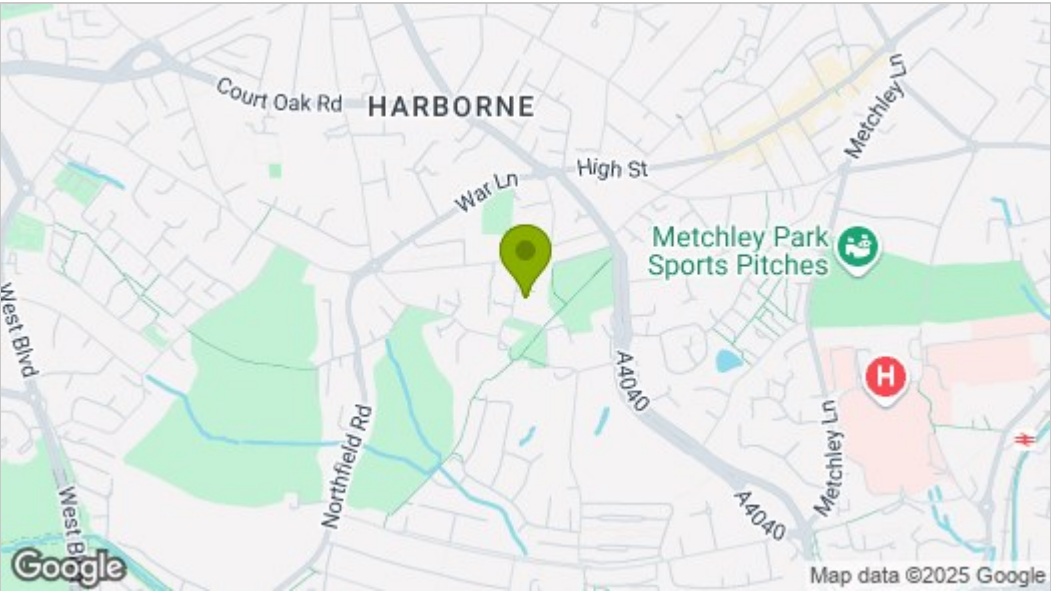 Court Oak Rd
HARBORNE
Metchley Ln
High St
War Ln
Metchley Park
Sports Pitches
West Blvd
A4040
H
Northfield Rd
Metchley Ln
West B
A4040
Google
Map data ©2025 Google